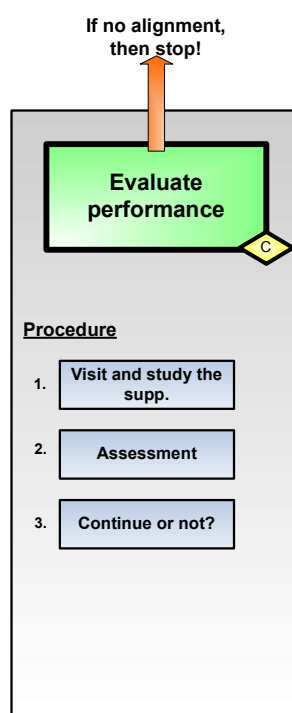 If no alignment,
then stop!
Evaluate
performance
C
Procedure
1. Visit and study the
supp.
2. Assessment
3. Continue or not?